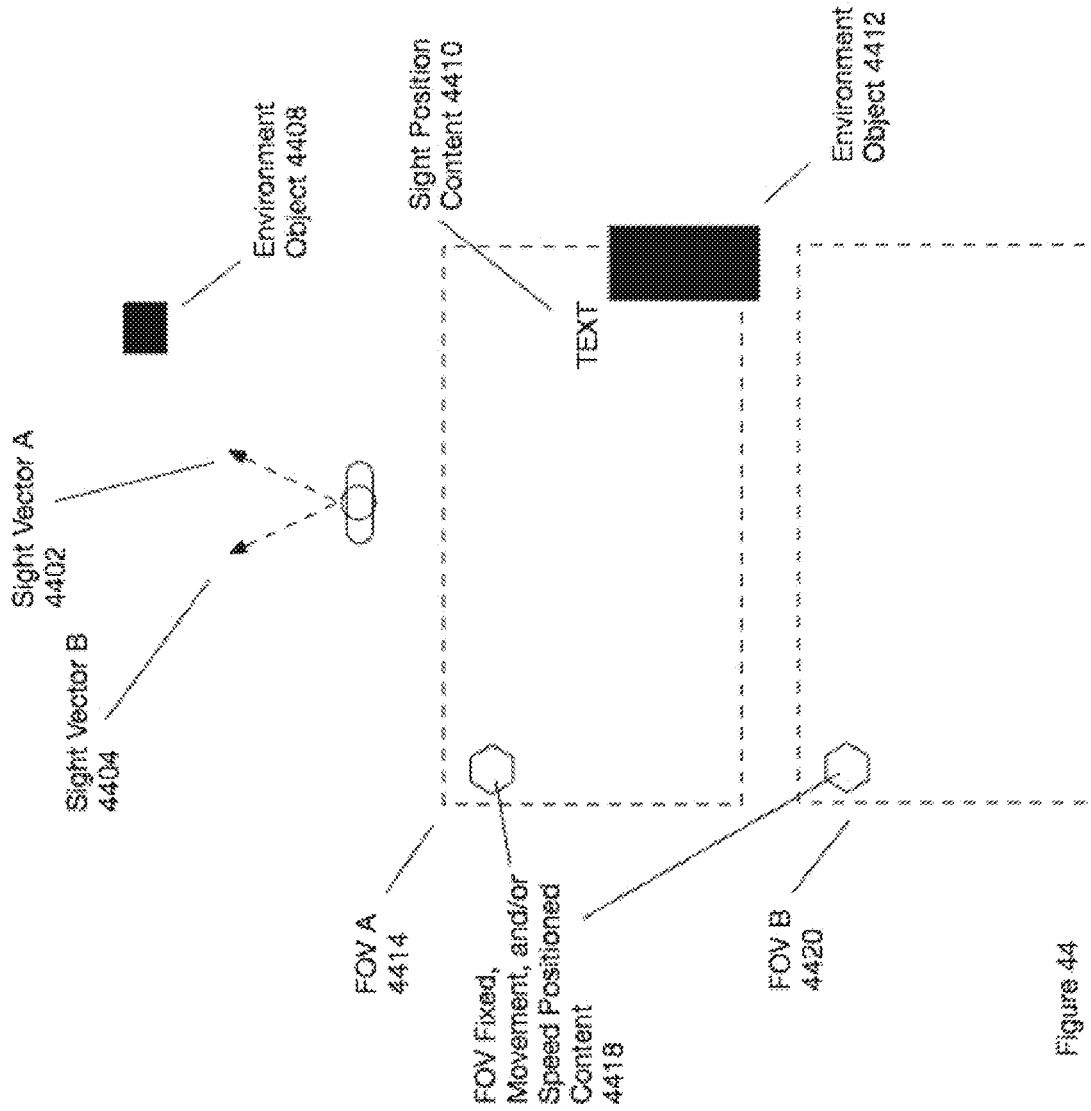 Sight Vector A
4402
Sight Vector B
4404
Environment
Object 4408
FOV A
4414
Sight Position
Content 4410
TEXT
FOV Fixed,
Movement, and/or
Speed Positioned
Content
4418
Environment
Object 4412
FOV B
4420
Figure 44